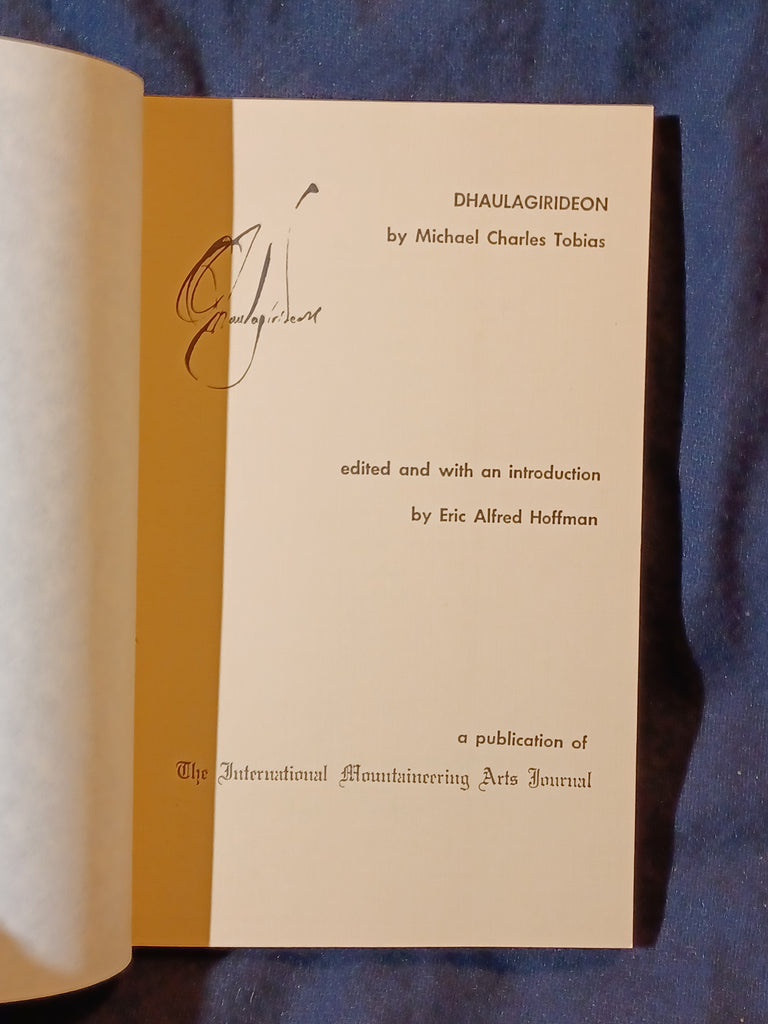 DHAULAGIRIDEON
by Michael Charles Tobias
Dhaulagirideon
edited and with an introduction
by Eric Alfred Hoffman
a publication of
The International Mountaineering Arts Journal